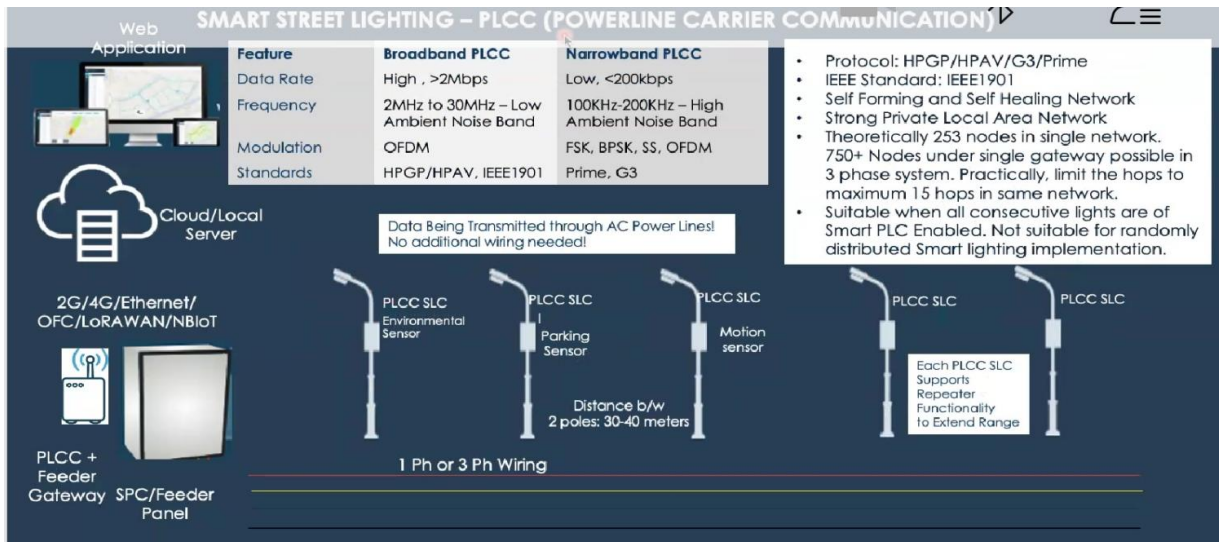 SMART STREET LIGHTING – PLCC (POWERLINE CARRIER COMMUNICATION)
Web
Application
Feature Broadband PLCC Narrowband PLCC
Data Rate High , >2Mbps Low, <200kbps
Frequency 2MHz to 30MHz – Low 100KHz-200KHz – High
Ambient Noise Band Ambient Noise Band
Modulation OFDM FSK, BPSK, SS, OFDM
Standards HPGP/HPAV, IEEE1901 Prime, G3
• Protocol: HPGP/HPAV/G3/Prime
• IEEE Standard: IEEE1901
• Self Forming and Self Healing Network
• Strong Private Local Area Network
• Theoretically 253 nodes in single network.
750+ Nodes under single gateway possible in
3 phase system. Practically, limit the hops to
maximum 15 hops in same network.
• Suitable when all consecutive lights are of
Smart PLC Enabled. Not suitable for randomly
distributed Smart lighting implementation.
Cloud/Local
Server
Data Being Transmitted through AC Power Lines!
No additional wiring needed!
2G/4G/Ethernet/
OFC/LoRAWAN/NBIoT
PLCC SLC
Environmental
Sensor
PLCC SLC
Parking
Sensor
PLCC SLC
Motion
sensor
PLCC SLC
PLCC SLC
Each PLCC SLC
Supports
Repeater
Functionality
to Extend Range
Distance b/w
2 poles: 30-40 meters
PLCC +
Feeder
Gateway
SPC/Feeder
Panel
1 Ph or 3 Ph Wiring